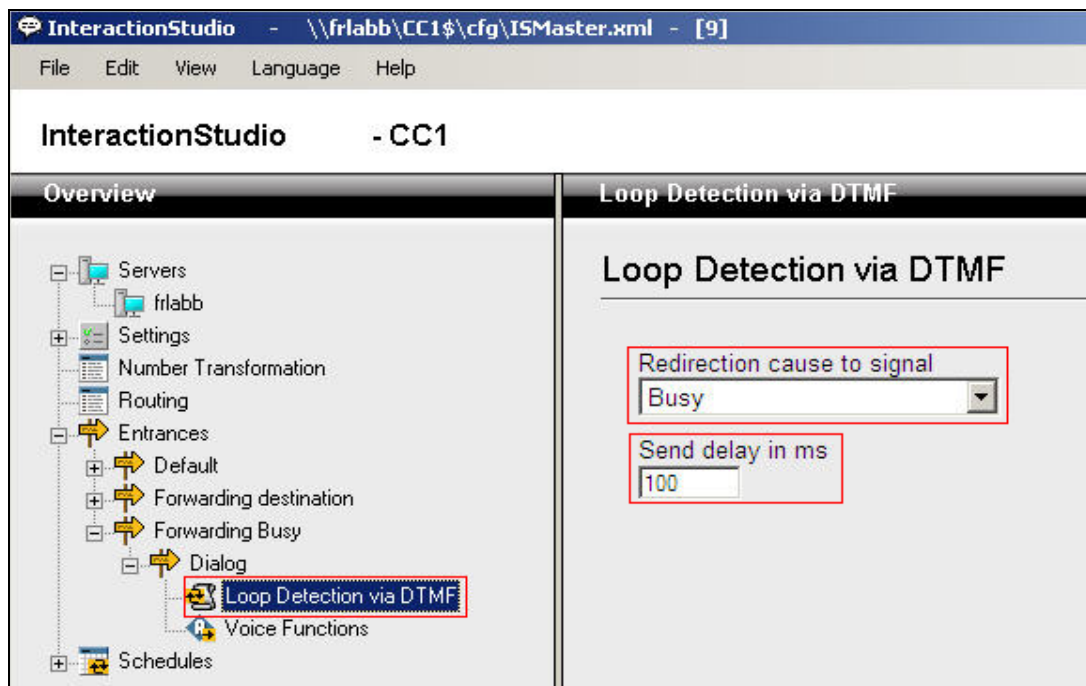 InteractionStudio - \\frlabb\CC1$\cfg\ISMaster.xml - [9]
File Edit View Language Help
InteractionStudio - CC1
Overview
Servers
frlabb
Settings
Number Transformation
Routing
Entrances
Default
Forwarding destination
Forwarding Busy
Dialog
Loop Detection via DTMF
Voice Functions
Schedules
Loop Detection via DTMF
Loop Detection via DTMF
Redirection cause to signal
Busy
Send delay in ms
100